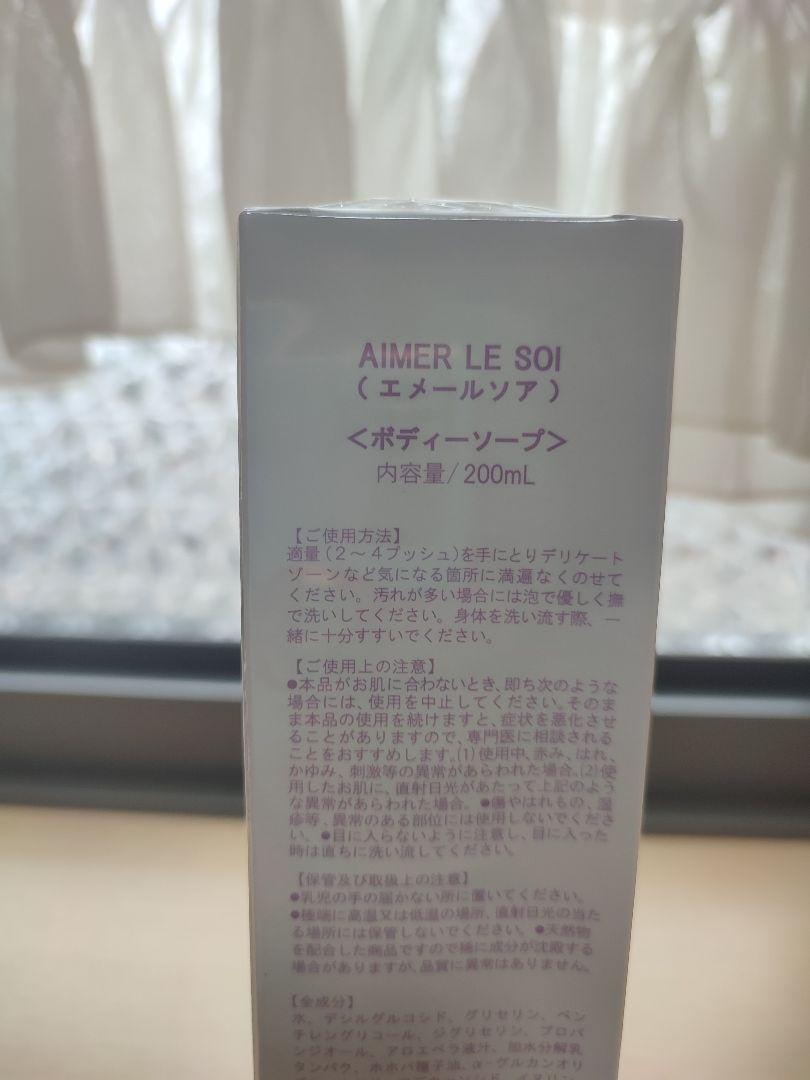 AIMER LE SOI
(エメールソア)
<ボディーソープ>
内容量/200mL
【ご使用方法】
適量(2〜4プッシュ)を手にとりデリケート
ゾーンなど気になる箇所に満遍なくのせて
ください。汚れが多い場合には泡で優しく撫
で洗いしてください。身体を洗い流す際、一
緒に十分すすいでください。
【ご使用上の注意】
●本品がお肌に合わないとき、即ち次のような
場合には、使用を中止してください。そのま
ま本品の使用を続けますと、症状を悪化させ
ることがありますので、専門医に相談される
ことをおすすめします。(1)使用中、赤み、はれ、
かゆみ、刺激等の異常があらわれた場合。(2)使
用したお肌に、直射日光があたって上記のよう
な異常があらわれた場合。●傷やはれもの、湿
疹等、異常のある部位には使用しないでくださ
い。●目に入らないように注意し、目に入った
時は直ちに洗い流してください。
【保管及び取扱上の注意】
●乳児の手の届かない所に置いてください。
●極端に高温又は低温の場所、直射日光の当た
る場所には保管しないでください。●天然物
を配合した商品ですので稀に成分が沈殿する
場合がありますが、品質に異常はありません。
【全成分】
水、デシルグルコシド、グリセリン、ペン
チレングリコール、ジグリセリン、プロパ
ンジオール、アロエベラ液汁、加水分解乳
タンパク、ホホバ種子油、α-グルカンオリ